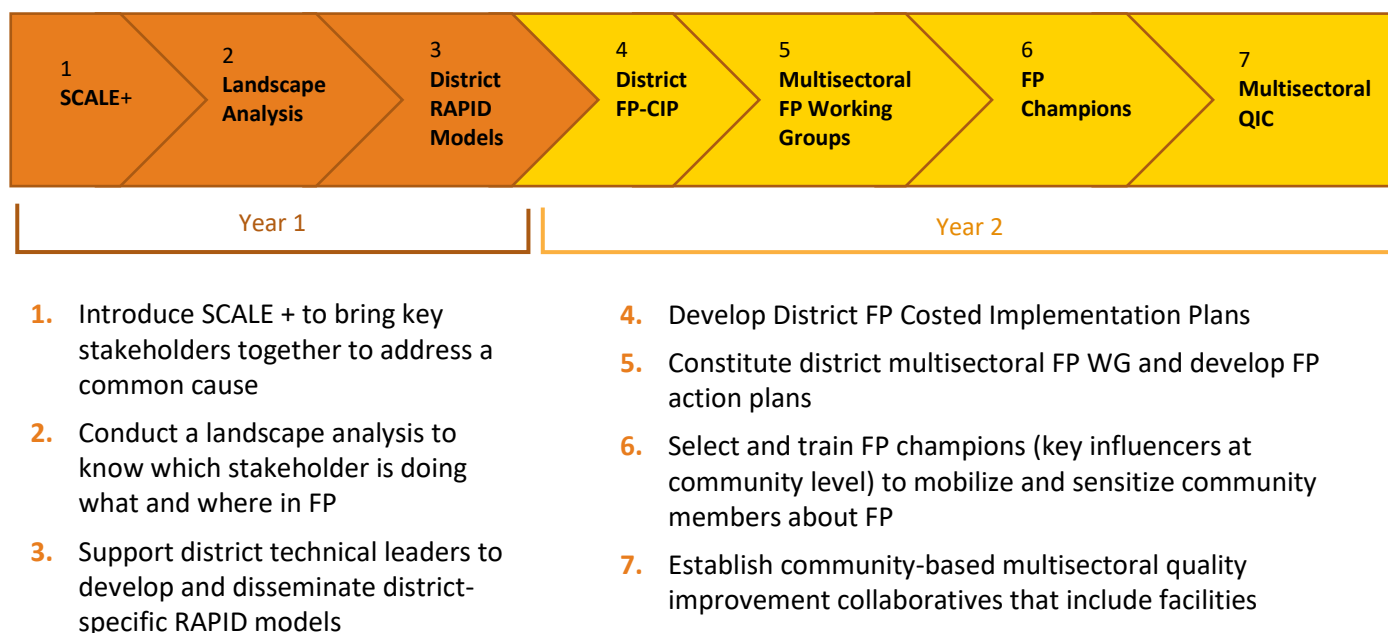 1
SCALE+
2
Landscape
Analysis
3
District
RAPID
Models
4
District
FP-CIP
5
Multisectoral
FP Working
Groups
6
FP
Champions
7
Multisectoral
QIC
Year 1
Year 2
1. Introduce SCALE + to bring key
stakeholders together to address a
common cause
2. Conduct a landscape analysis to
know which stakeholder is doing
what and where in FP
3. Support district technical leaders to
develop and disseminate district-
specific RAPID models
4. Develop District FP Costed Implementation Plans
5. Constitute district multisectoral FP WG and develop FP
action plans
6. Select and train FP champions (key influencers at
community level) to mobilize and sensitize community
members about FP
7. Establish community-based multisectoral quality
improvement collaboratives that include facilities